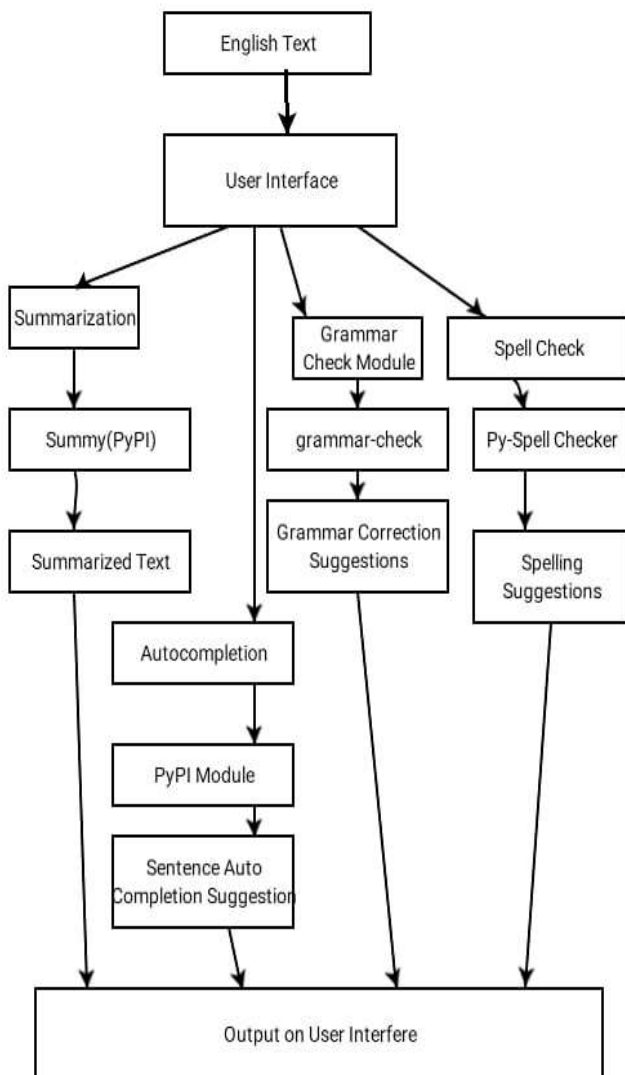 English Text
User Interface
Summarization
Grammar
Check Module
Spell Check
Summy(PyPI)
grammar-check
Py-Spell Checker
Summarized Text
Grammar Correction
Suggestions
Spelling
Suggestions
Autocompletion
PyPI Module
Sentence Auto
Completion Suggestion
Output on User Interfere